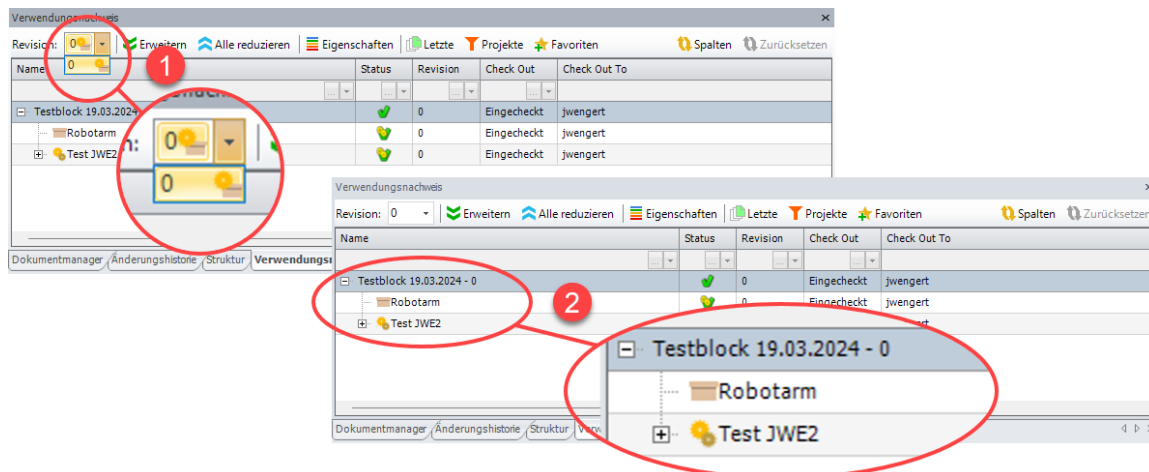 Verwendungsnachweis
Revision: 0 Erweitern Alle reduzieren Eigenschaften Letzte Projekte Favoriten Spalten Zurücksetzen
0
1
Name Status Revision Check Out Check Out To
... ... ... ...
Testblock 19.03.2024 0 Eingecheckt jwengert
Robotarm 0 Eingecheckt jwengert
Test JWE2 0 Eingecheckt jwengert
0
0
Dokumentmanager Änderungshistorie Struktur
Verwendungsnachweis
Revision: 0 Erweitern Alle reduzieren Eigenschaften Letzte Projekte Favoriten Spalten Zurücksetzen
Name Status Revision Check Out Check Out To
... ... ... ...
Testblock 19.03.2024 - 0 0 Eingecheckt jwengert
Robotarm 0 Eingecheckt jwengert
2
Test JWE2
Testblock 19.03.2024 - 0
Robotarm
Test JWE2
Dokumentmanager Änderungshistorie Struktur